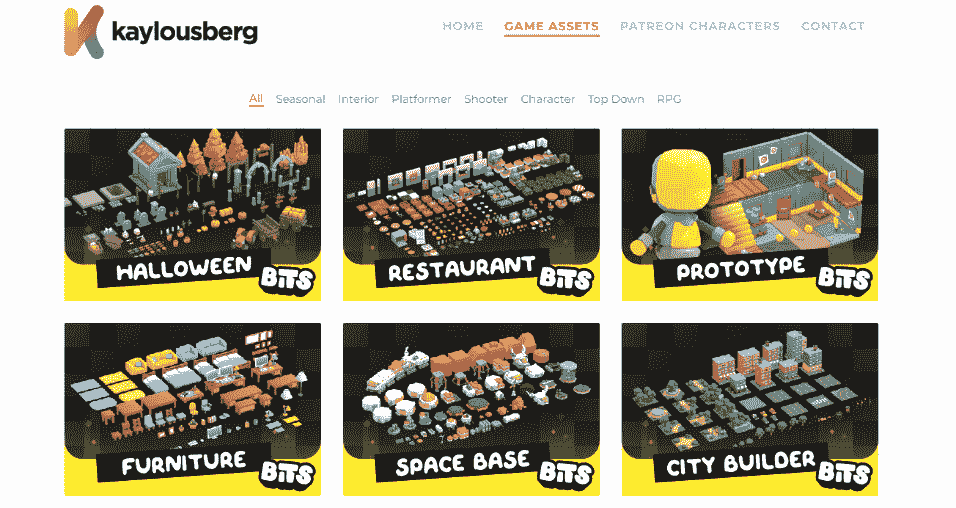 kaylousberg
HOME GAME ASSETS PATREON CHARACTERS CONTACT
All Seasonal Interior Platformer Shooter Character Top Down RPG
HALLOWEEN BiTS
RESTAURANT BiTS
PROTOTYPE BiTS
FURNITURE BiTS
SPACE BASE BiTS
CITY BUILDER BiTS